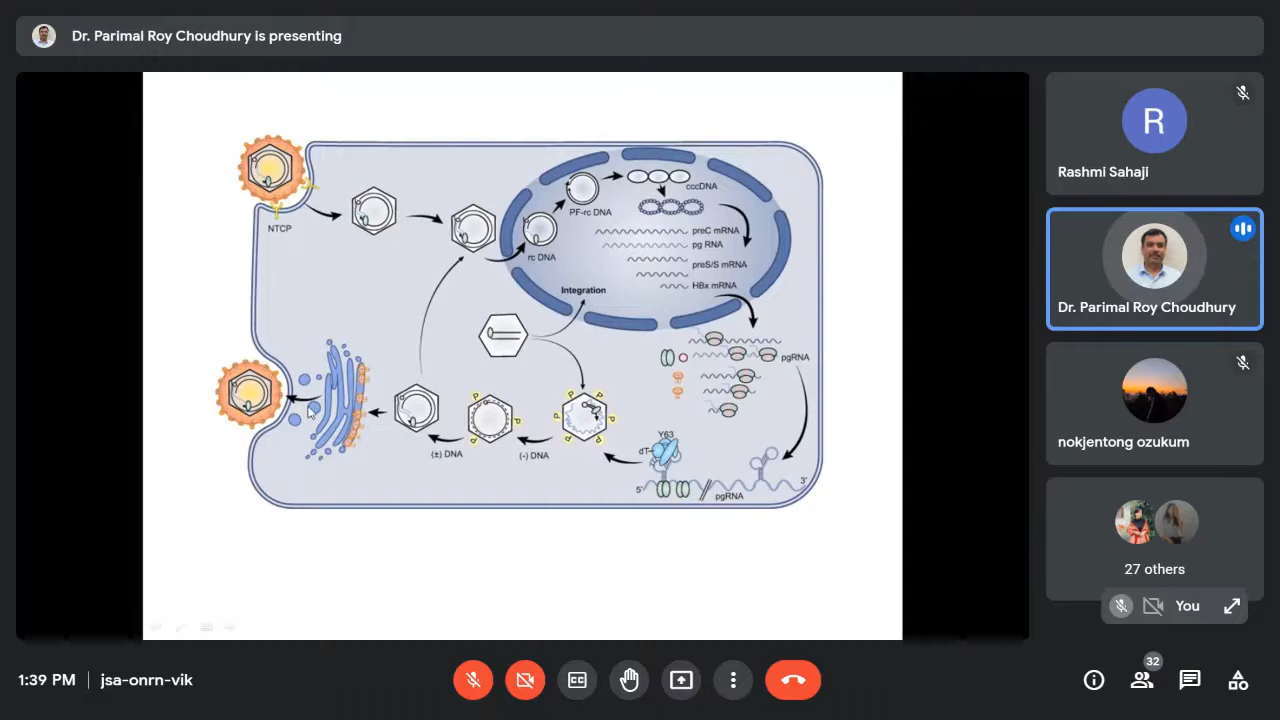 Dr. Parimal Roy Choudhury is presenting
NTCP
PF-rc DNA
cccDNA
rc DNA
preC mRNA
pg RNA
preS/S mRNA
HBx mRNA
Integration
pgRNA
P
P
P
P
P
P
P
P
P
(±) DNA
(-) DNA
Y63
dT
5'
pgRNA
3'
R
Rashmi Sahaji
Dr. Parimal Roy Choudhury
nokjentong ozukum
27 others
You
1:39 PM | jsa-onrn-vik
CC
32